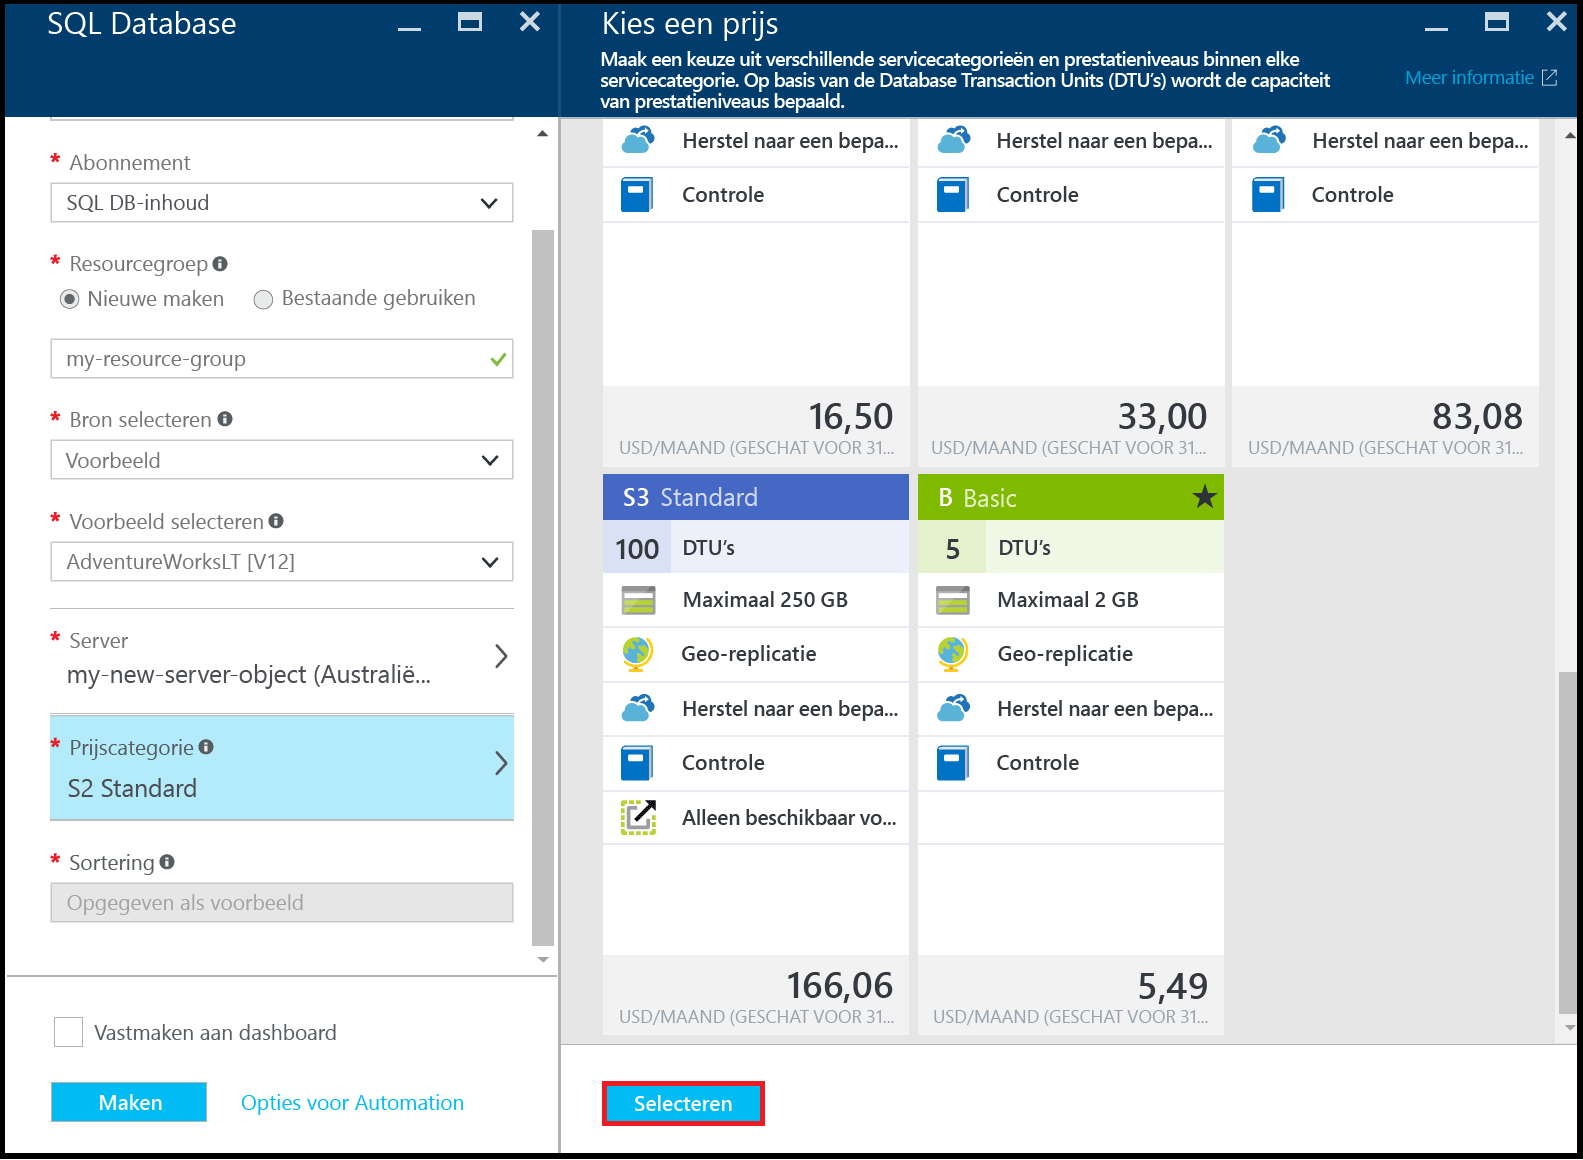 SQL Database
* Abonnement
SQL DB-inhoud
* Resourcegroep
Nieuwe maken
Bestaande gebruiken
my-resource-group
* Bron selecteren
Voorbeeld
* Voorbeeld selecteren
AdventureWorksLT [V12]
* Server
my-new-server-object (Australië...
* Prijscategorie
S2 Standard
* Sortering
Opgegeven als voorbeeld
Vastmaken aan dashboard
Maken
Opties voor Automation
Kies een prijs
Maak een keuze uit verschillende servicecategorieën en prestatieniveaus binnen elke
servicecategorie. Op basis van de Database Transaction Units (DTU's) wordt de capaciteit
van prestatieniveaus bepaald.
Meer informatie
Herstel naar een bepa...
Controle
16,50
USD/MAAND (GESCHAT VOOR 31...
Herstel naar een bepa...
Controle
33,00
USD/MAAND (GESCHAT VOOR 31...
Herstel naar een bepa...
Controle
83,08
USD/MAAND (GESCHAT VOOR 31...
S3 Standard
100 DTU's
Maximaal 250 GB
Geo-replicatie
Herstel naar een bepa...
Controle
Alleen beschikbaar vo...
166,06
USD/MAAND (GESCHAT VOOR 31...
B Basic
5 DTU's
Maximaal 2 GB
Geo-replicatie
Herstel naar een bepa...
Controle
5,49
USD/MAAND (GESCHAT VOOR 31...
Selecteren